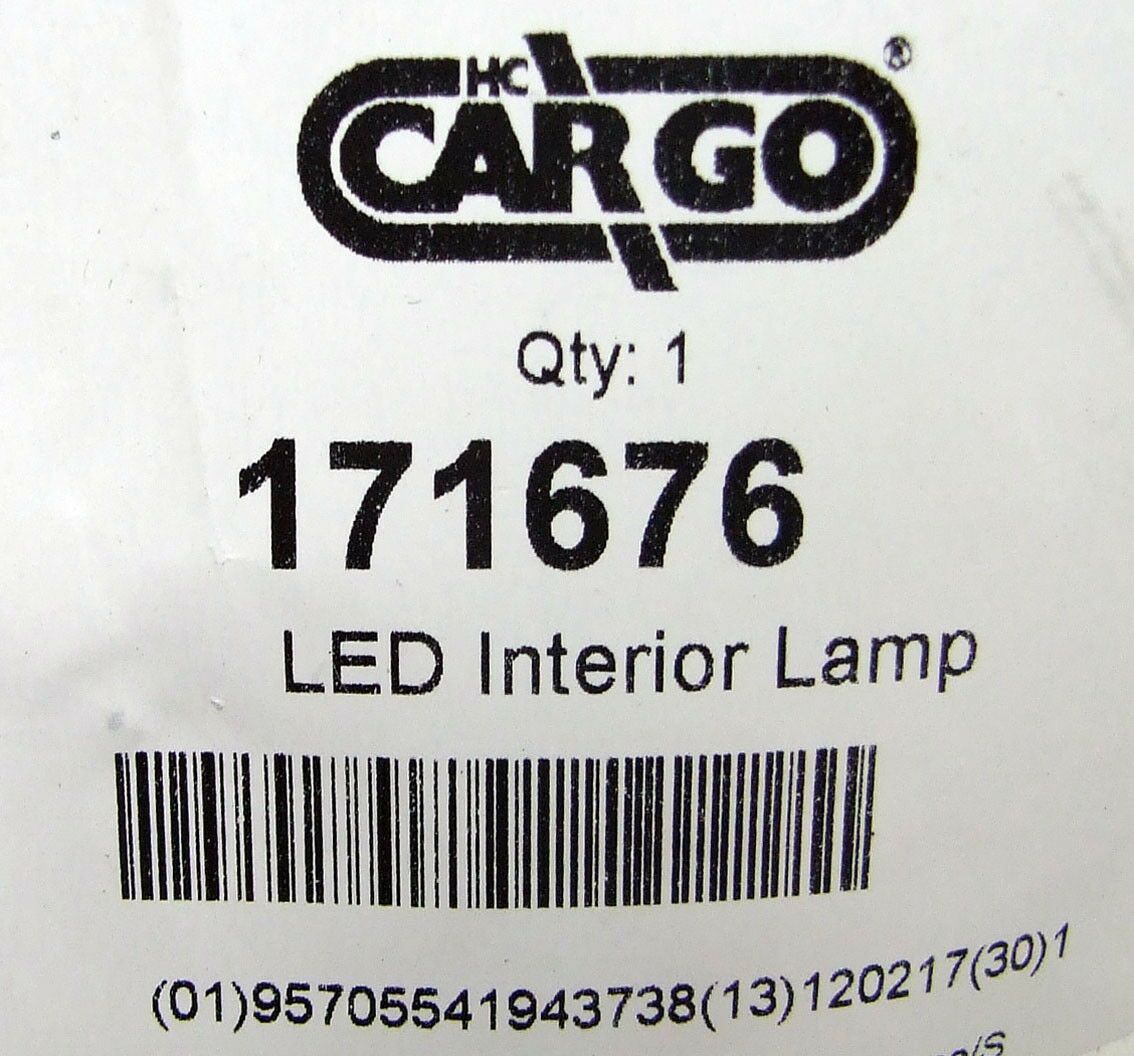 HC
CARGO®
Qty: 1
171676
LED Interior Lamp
(01)95705541943738(13)120217(30)1